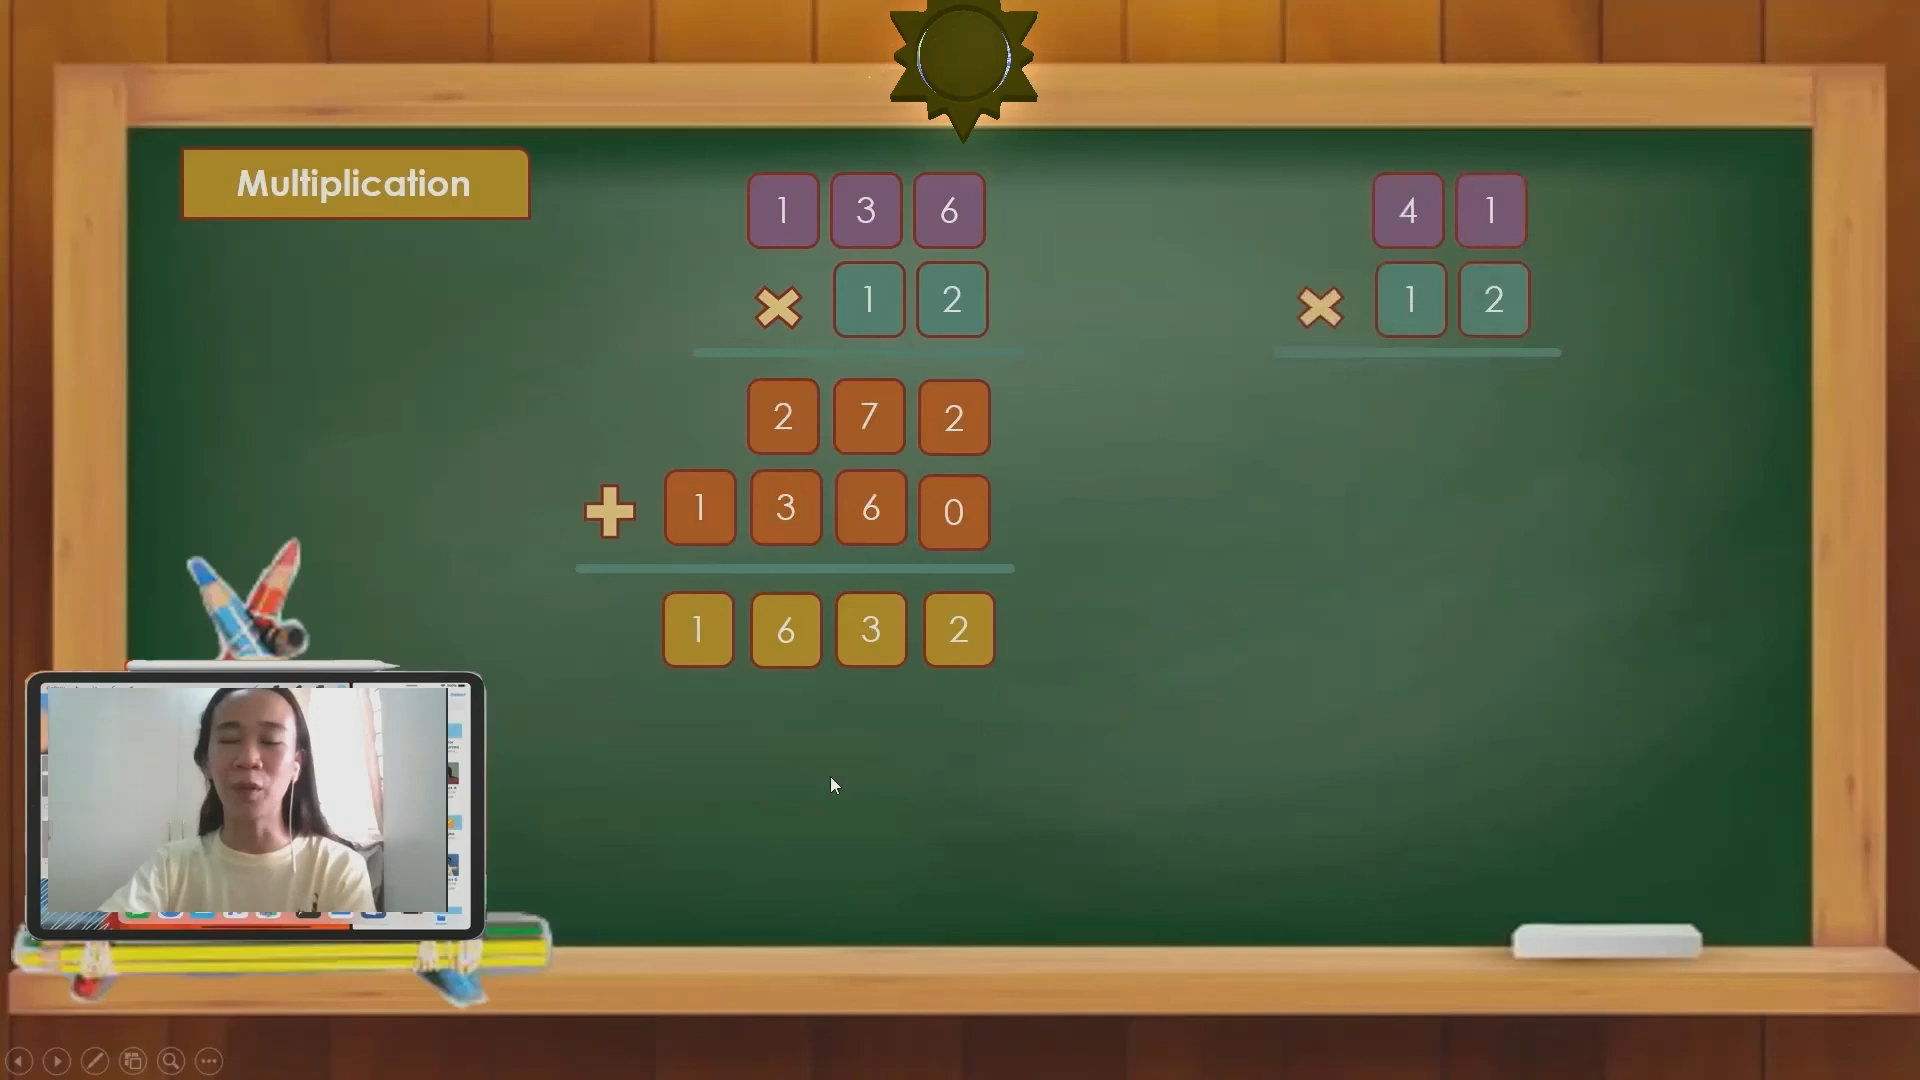 Multiplication
1 3 6
× 1 2
2 7 2
+ 1 3 6 0
1 6 3 2
4 1
× 1 2